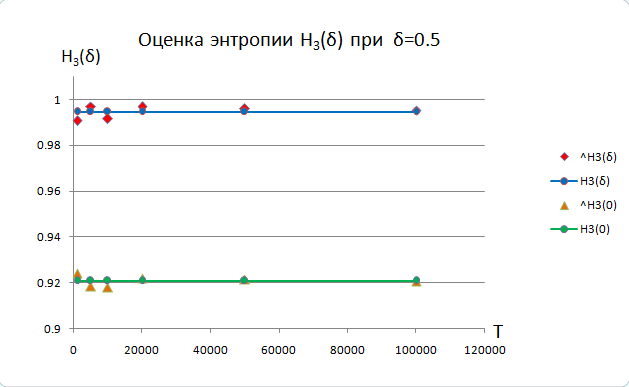 Оценка энтропии H₃(δ) при δ=0.5
H₃(δ)
1
0.98
0.96
0.94
0.92
0.9
0 20000 40000 60000 80000 100000 120000
T
^H3(δ)
H3(δ)
^H3(0)
H3(0)